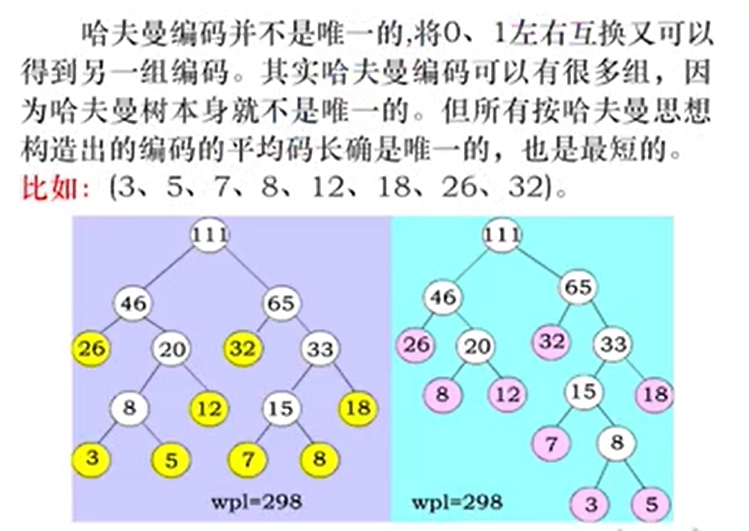 哈夫曼编码并不是唯一的,将0、1左右互换又可以
得到另一组编码。其实哈夫曼编码可以有很多组，因
为哈夫曼树本身就不是唯一的。但所有按哈夫曼思想
构造出的编码的平均码长确是唯一的，也是最短的。
比如：(3、5、7、8、12、18、26、32)。
111
46 65
26 20 32 33
8 12 15 18
3 5 7 8
wpl=298
111
46 65
26 20 32 33
8 12 15 18
7 8
3 5
wpl=298